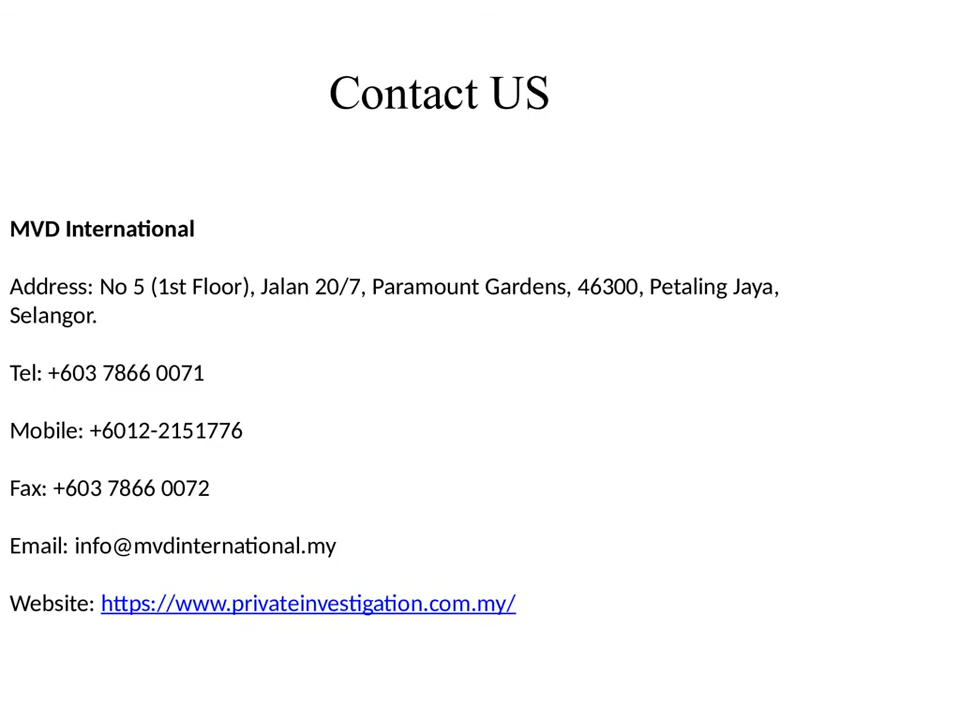 Contact US
MVD International
Address: No 5 (1st Floor), Jalan 20/7, Paramount Gardens, 46300, Petaling Jaya,
Selangor.
Tel: +603 7866 0071
Mobile: +6012-2151776
Fax: +603 7866 0072
Email: info@mvdinternational.my
Website: https://www.privateinvestigation.com.my/